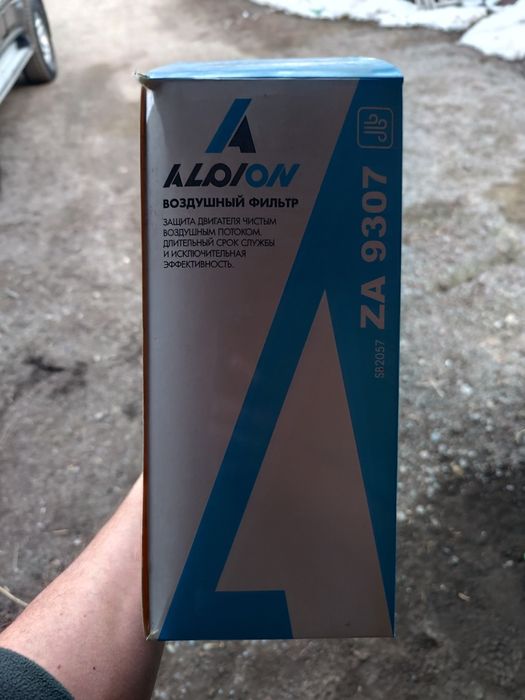 ALDION
ВОЗДУШНЫЙ ФИЛЬТР
ЗАЩИТА ДВИГАТЕЛЯ ЧИСТЫМ
ВОЗДУШНЫМ ПОТОКОМ.
ДЛИТЕЛЬНЫЙ СРОК СЛУЖБЫ
И ИСКЛЮЧИТЕЛЬНАЯ
ЭФФЕКТИВНОСТЬ.
ZA 9307
SB2057